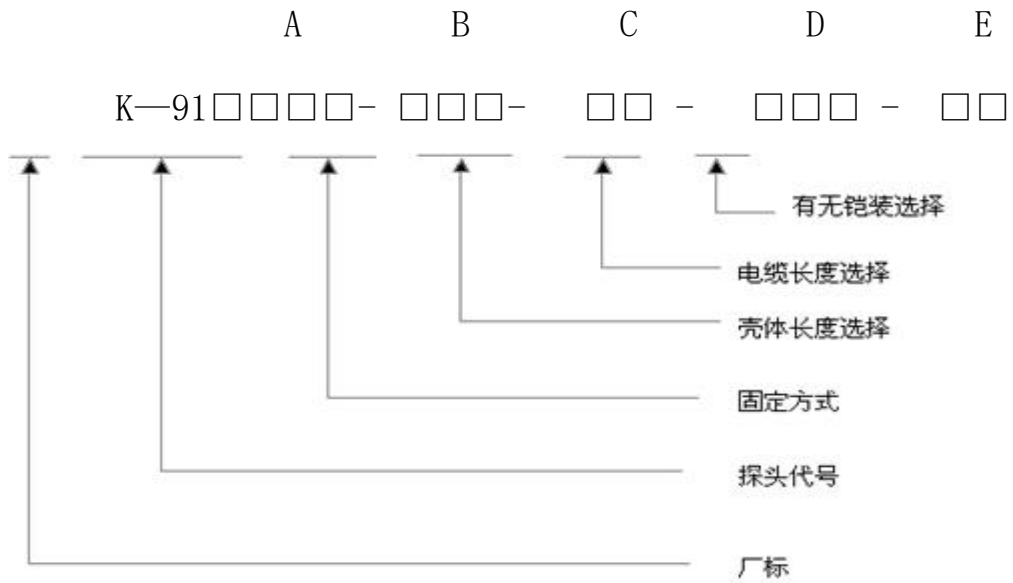 A B C D E
K—91□□□□- □□□- □□ - □□□ - □□
有无铠装选择
电缆长度选择
壳体长度选择
固定方式
探头代号
厂标